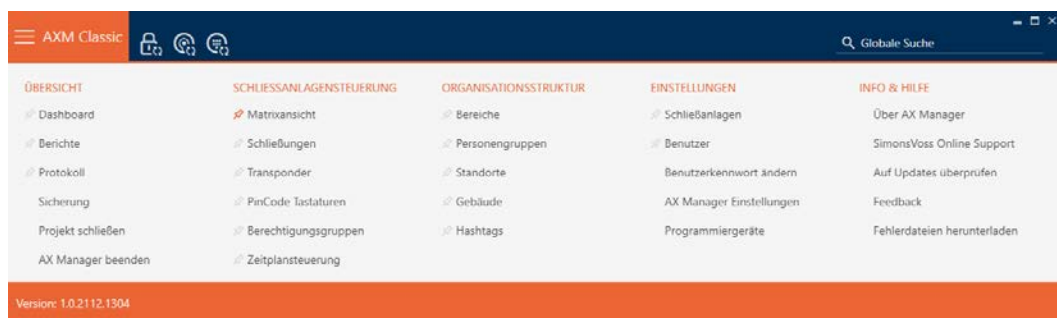 AXM Classic
Globale Suche
ÜBERSICHT
Dashboard
Berichte
Protokoll
Sicherung
Projekt schließen
AX Manager beenden
SCHLIESSANLAGENSTEUERUNG
Matrixansicht
Schließungen
Transponder
PinCode Tastaturen
Berechtigungsgruppen
Zeitplansteuerung
ORGANISATIONSSTRUKTUR
Bereiche
Personengruppen
Standorte
Gebäude
Hashtags
EINSTELLUNGEN
Schließanlagen
Benutzer
Benutzerkennwort ändern
AX Manager Einstellungen
Programmiergeräte
INFO & HILFE
Über AX Manager
SimonsVoss Online Support
Auf Updates überprüfen
Feedback
Fehlerdateien herunterladen
Version: 1.0.2112.1304